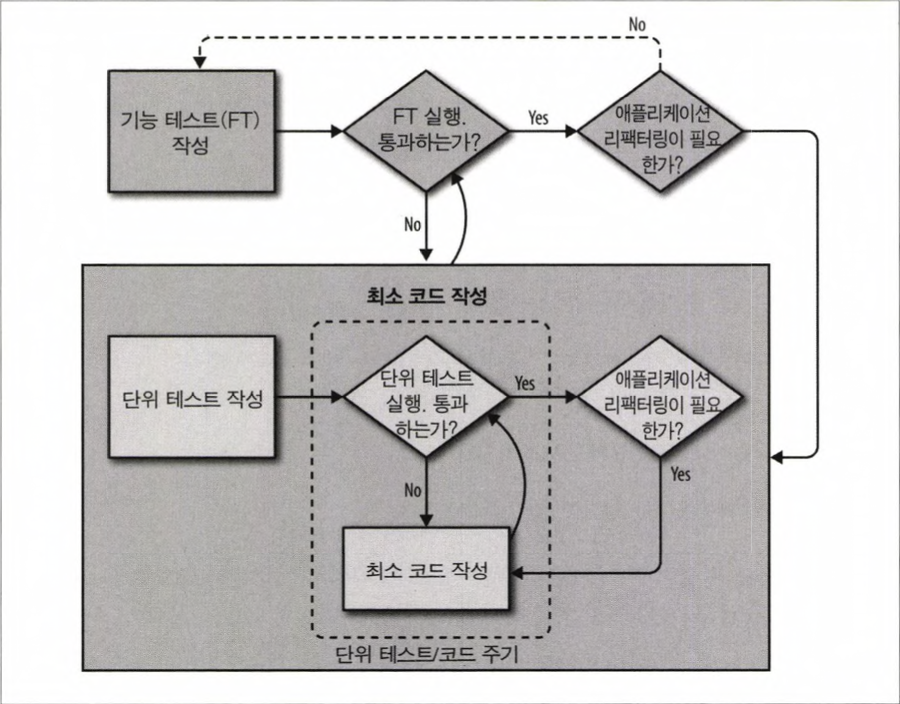 No
기능 테스트(FT)
작성
FT 실행.
통과하는가?
Yes
애플리케이션
리팩터링이 필요
한가?
No
최소 코드 작성
단위 테스트 작성
단위 테스트
실행. 통과
하는가?
Yes
애플리케이션
리팩터링이 필요
한가?
No
Yes
최소 코드 작성
단위 테스트/코드 주기